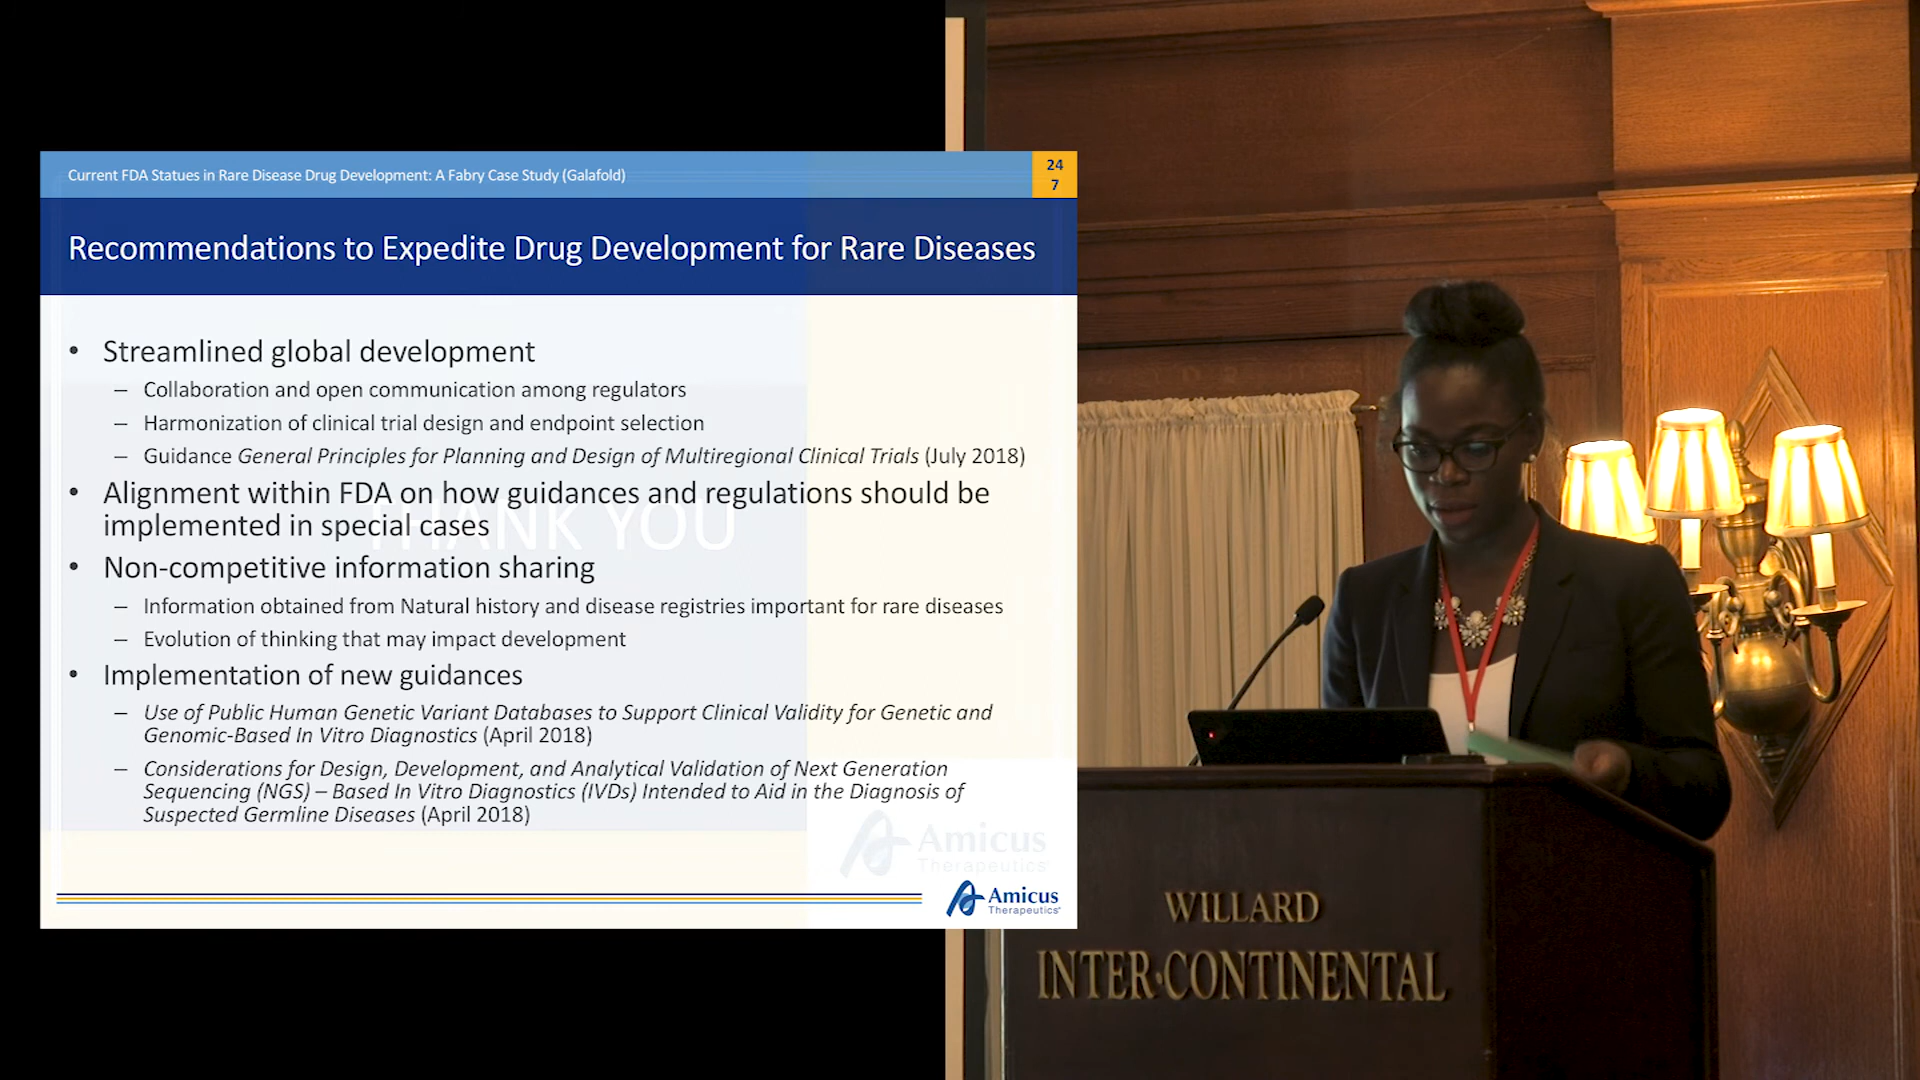 Current FDA Statues in Rare Disease Drug Development: A Fabry Case Study (Galafold)
24
7
Recommendations to Expedite Drug Development for Rare Diseases
• Streamlined global development
– Collaboration and open communication among regulators
– Harmonization of clinical trial design and endpoint selection
– Guidance General Principles for Planning and Design of Multiregional Clinical Trials (July 2018)
• Alignment within FDA on how guidances and regulations should be
implemented in special cases
THANK YOU
• Non-competitive information sharing
– Information obtained from Natural history and disease registries important for rare diseases
– Evolution of thinking that may impact development
• Implementation of new guidances
– Use of Public Human Genetic Variant Databases to Support Clinical Validity for Genetic and
Genomic-Based In Vitro Diagnostics (April 2018)
– Considerations for Design, Development, and Analytical Validation of Next Generation
Sequencing (NGS) – Based In Vitro Diagnostics (IVDs) Intended to Aid in the Diagnosis of
Suspected Germline Diseases (April 2018)
Amicus
Therapeutics
Amicus
Therapeutics
WILLARD
INTER·CONTINENTAL